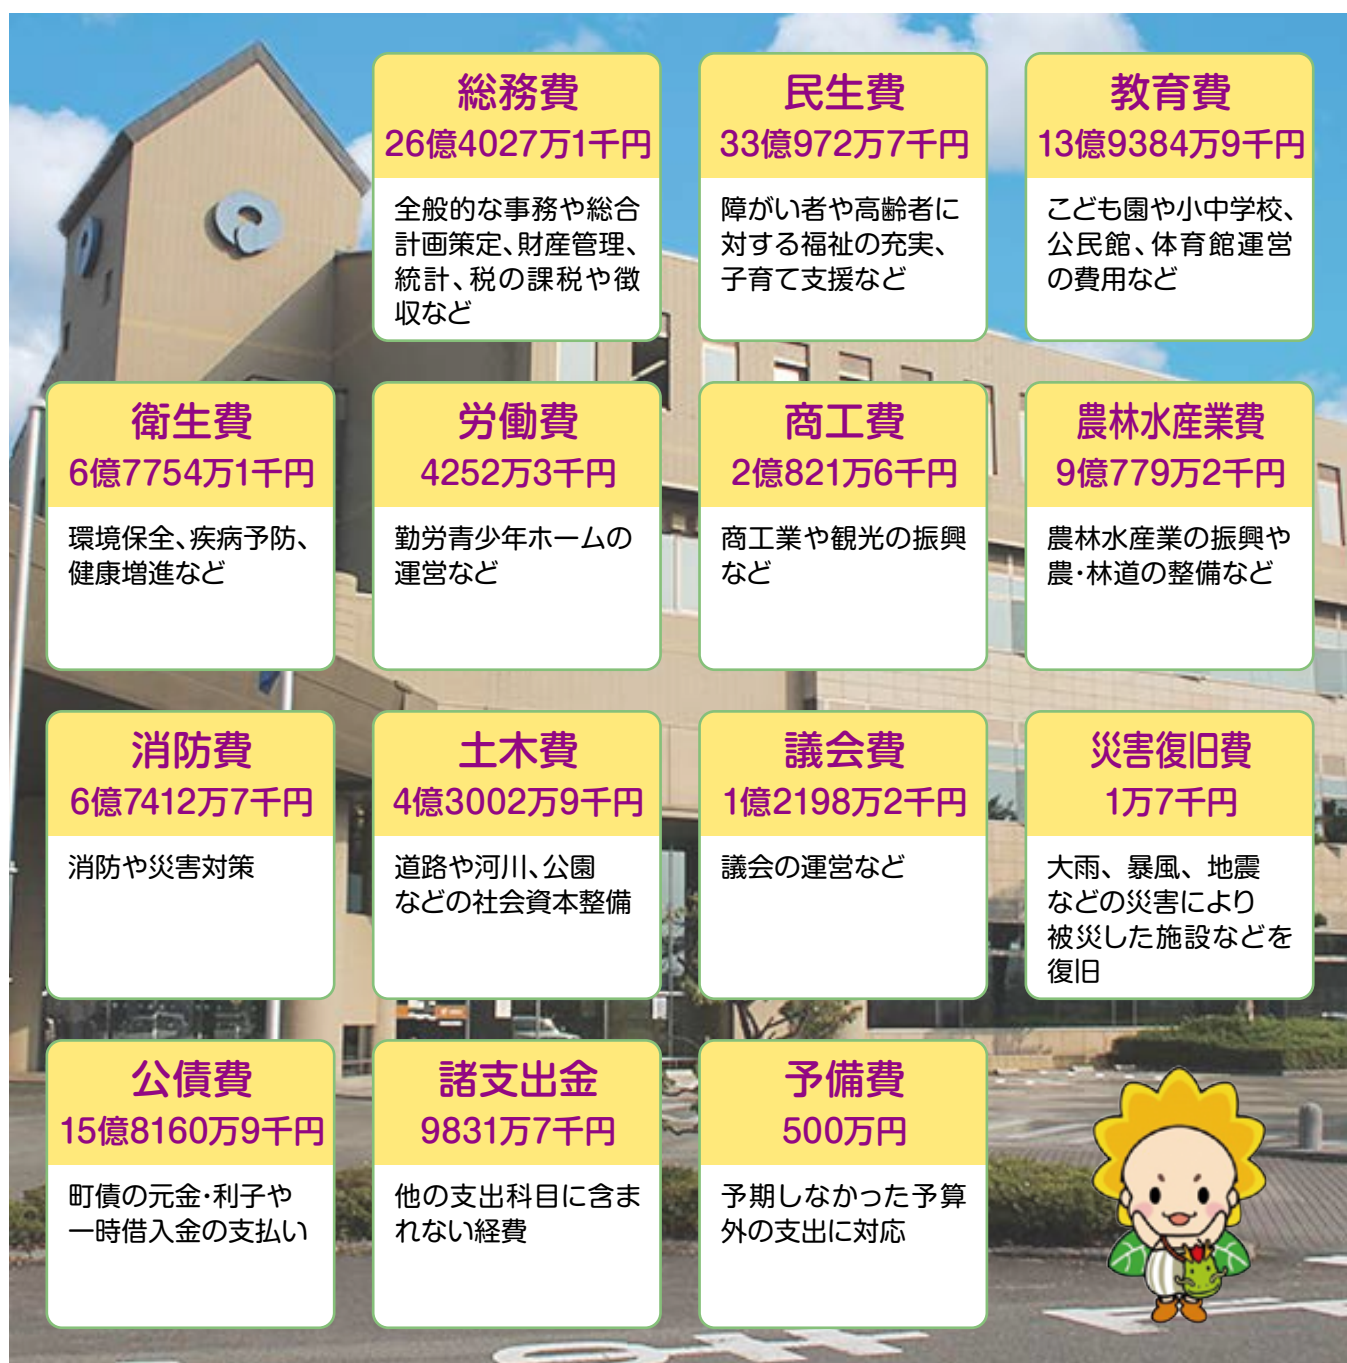 総務費
26億4027万1千円
全般的な事務や総合
計画策定、財産管理、
統計、税の課税や徴
収など
民生費
33億972万7千円
障がい者や高齢者に
対する福祉の充実、
子育て支援など
教育費
13億9384万9千円
こども園や小中学校、
公民館、体育館運営
の費用など
衛生費
6億7754万1千円
環境保全、疾病予防、
健康増進など
労働費
4252万3千円
勤労青少年ホームの
運営など
商工費
2億821万6千円
商工業や観光の振興
など
農林水産業費
9億779万2千円
農林水産業の振興や
農・林道の整備など
消防費
6億7412万7千円
消防や災害対策
土木費
4億3002万9千円
道路や河川、公園
などの社会資本整備
議会費
1億2198万2千円
議会の運営など
災害復旧費
1万7千円
大雨、暴風、地震
などの災害により
被災した施設などを
復旧
公債費
15億8160万9千円
町債の元金・利子や
一時借入金の支払い
諸支出金
9831万7千円
他の支出科目に含ま
れない経費
予備費
500万円
予期しなかった予算
外の支出に対応